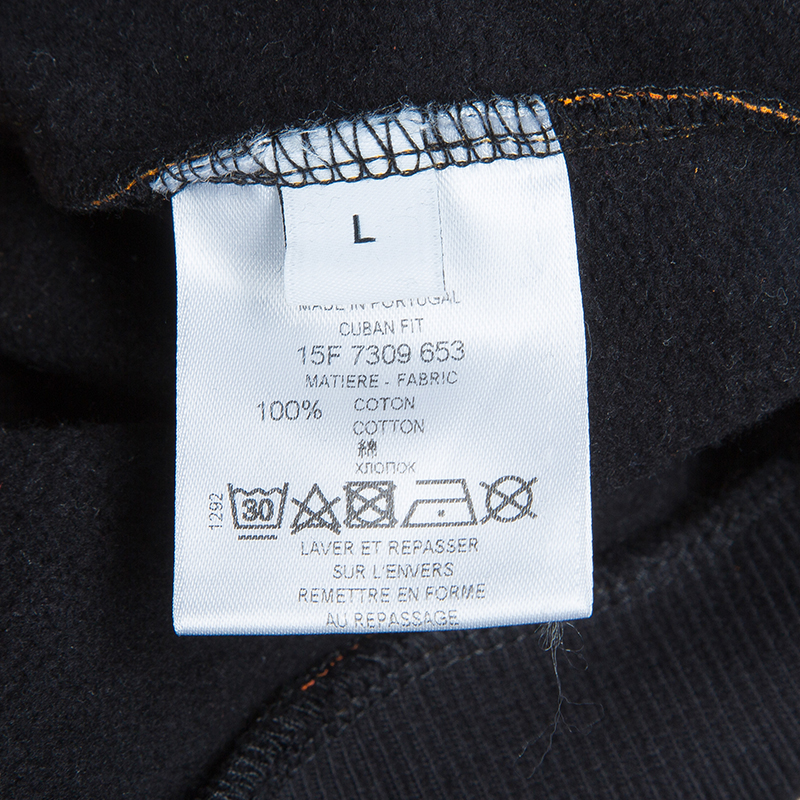 L
MADE IN PORTUGAL
CUBAN FIT
15F 7309 653
MATIERE - FABRIC
100% COTON
COTTON
綿
ХЛОПОК
1292
30
LAVER ET REPASSER
SUR L'ENVERS
REMETTRE EN FORME
AU REPASSAGE